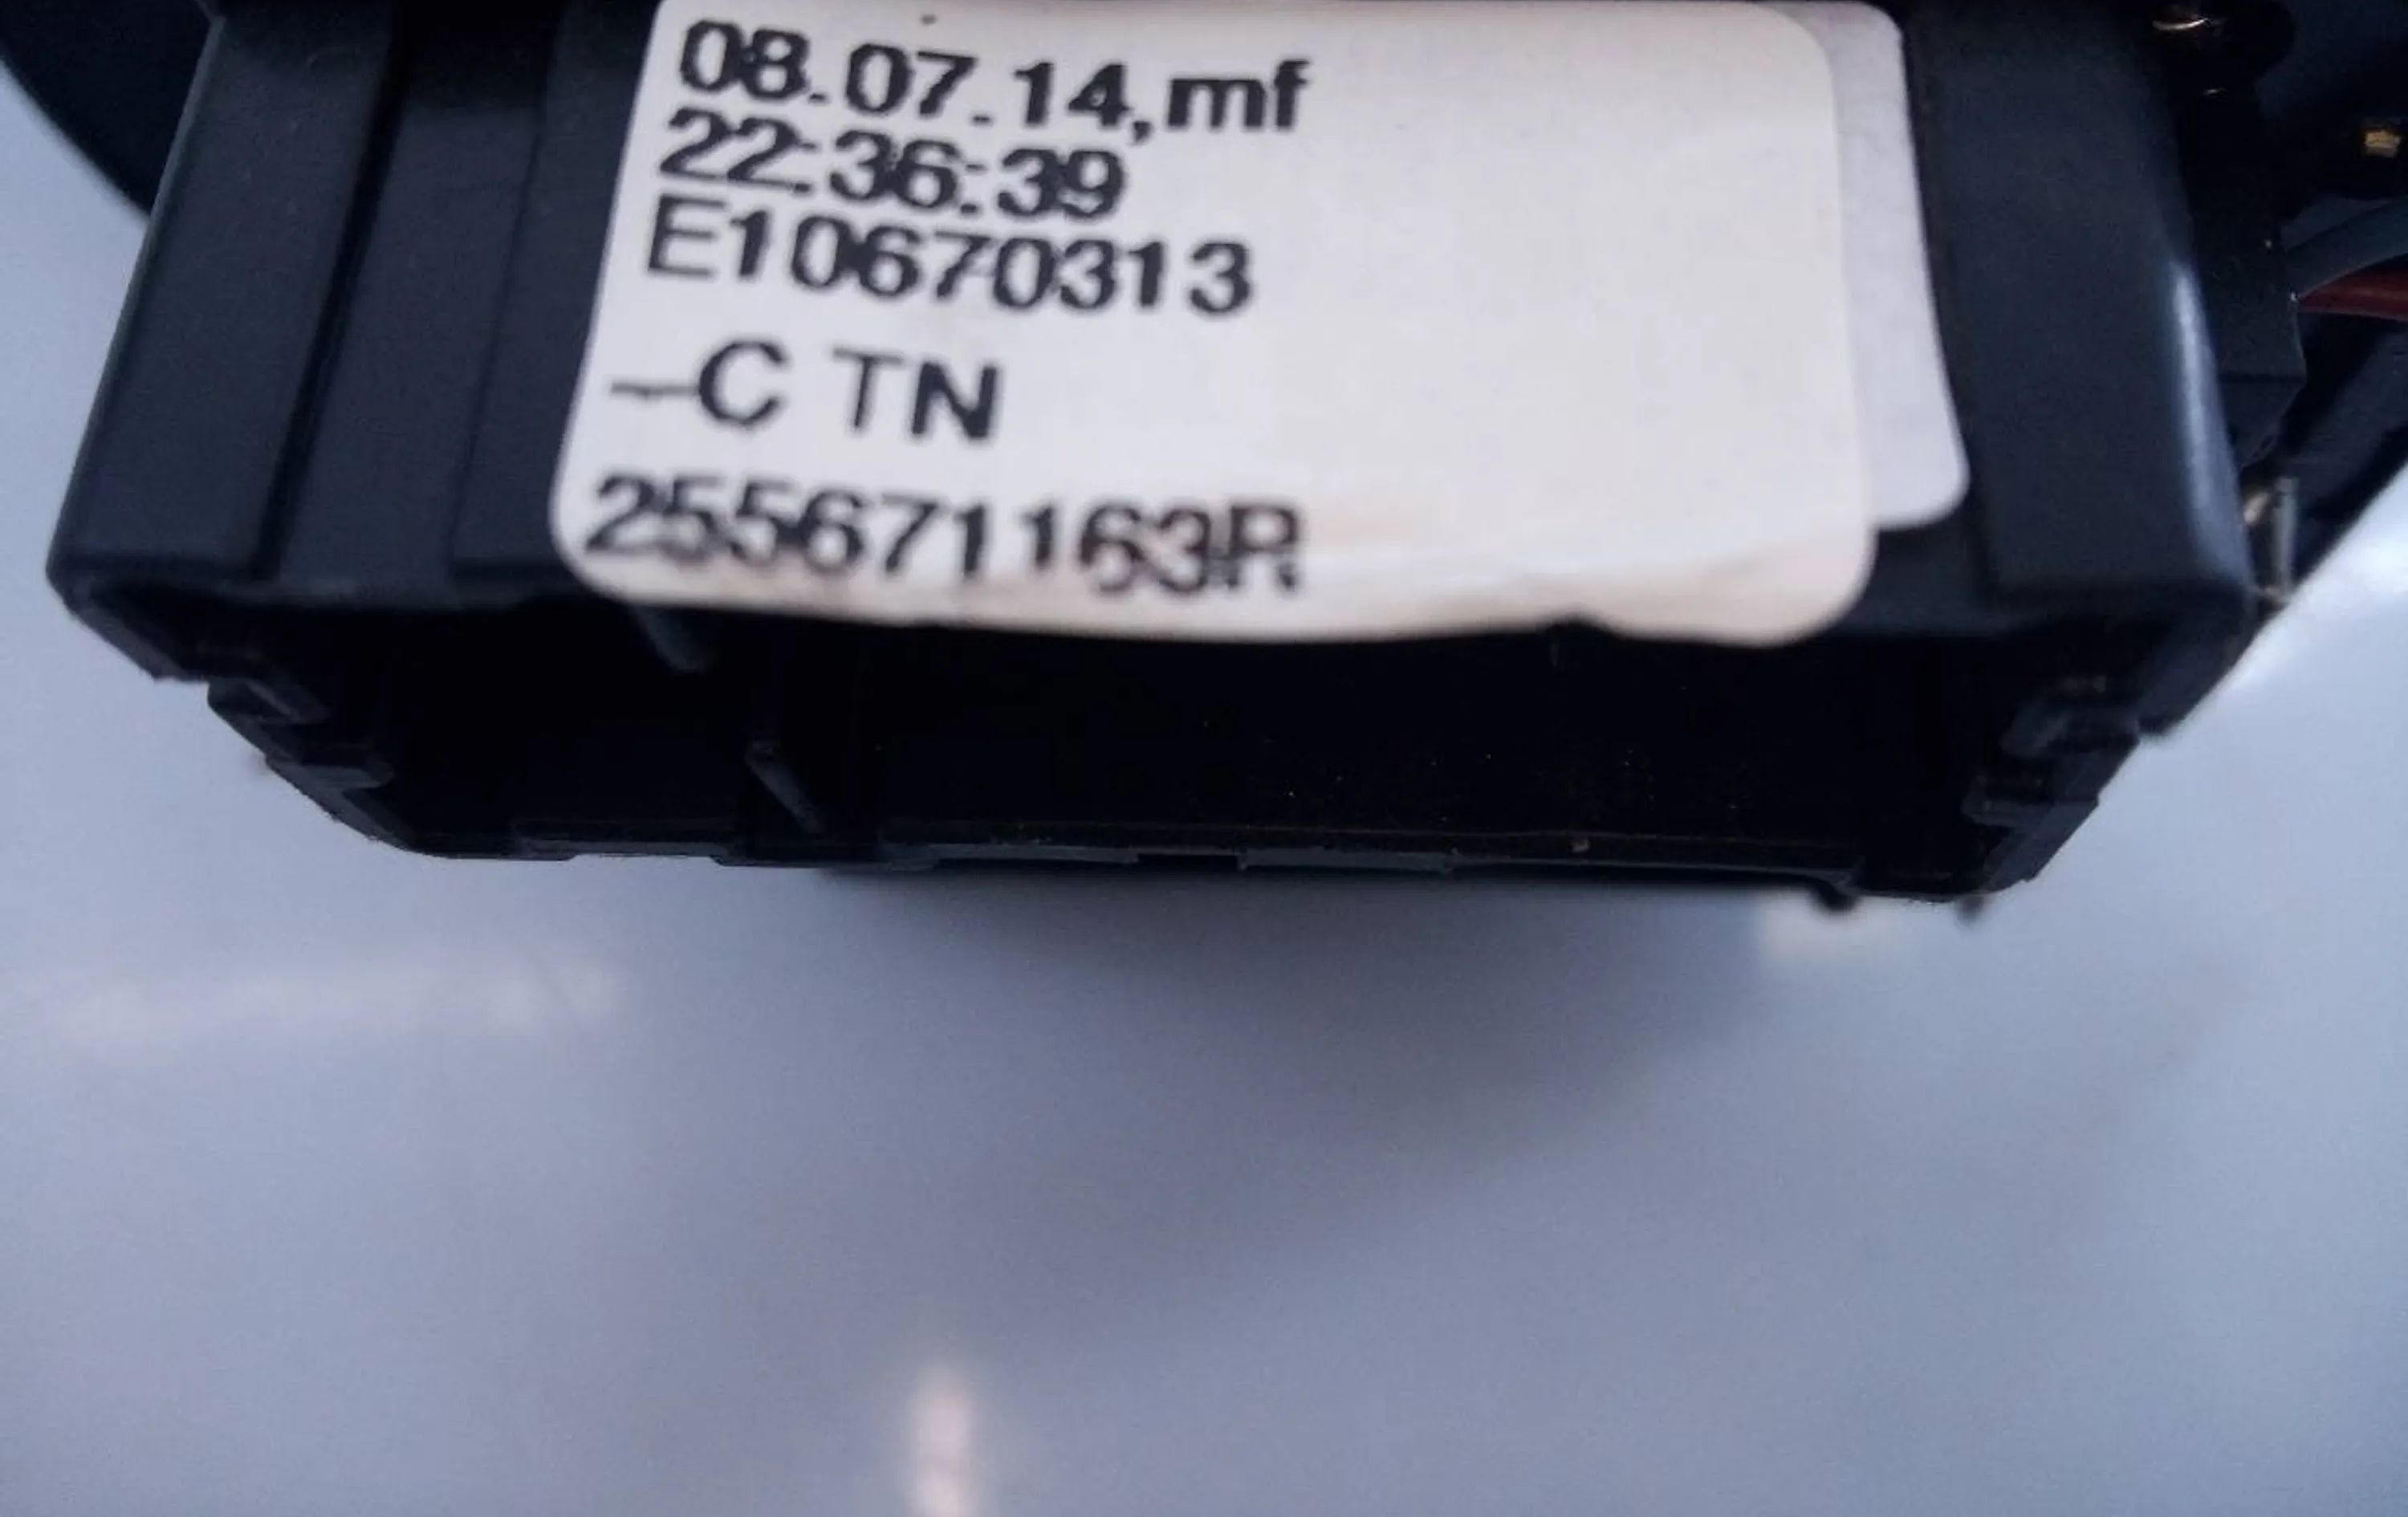 08.07.14,mf
22:36:39
E10670313
–C TN
255671163R